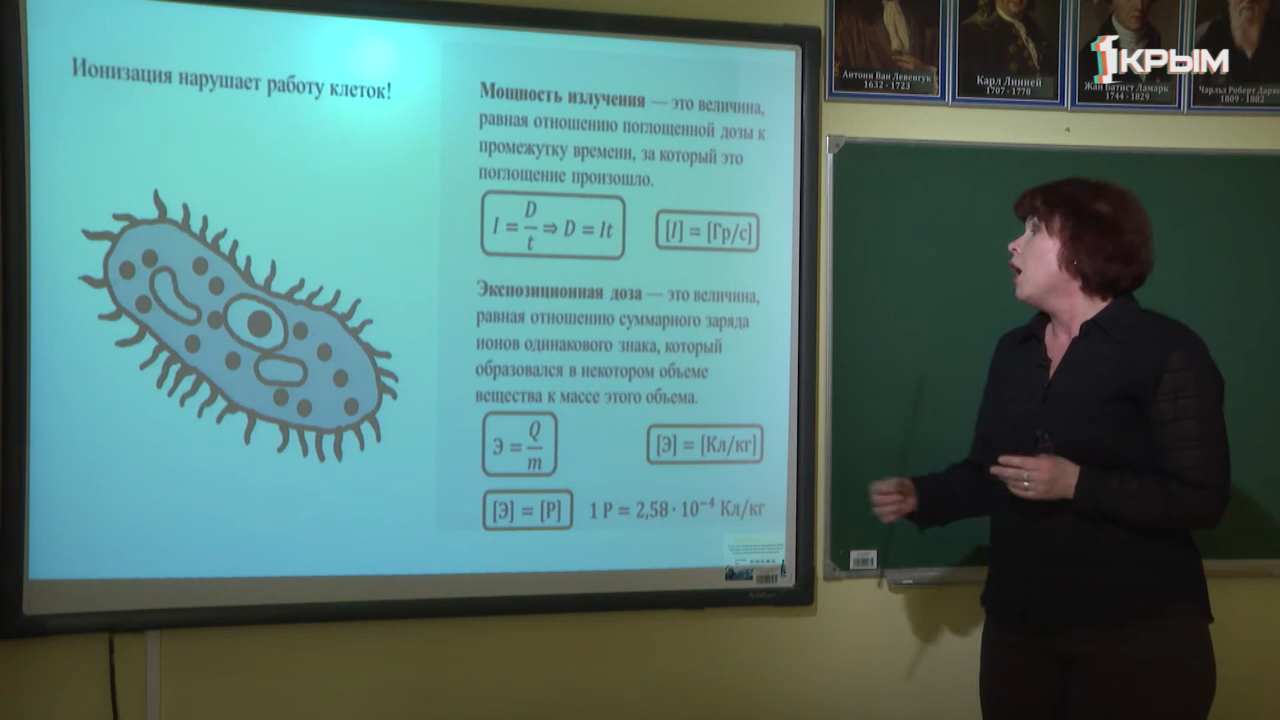 Ионизация нарушает работу клеток!
Мощность излучения — это величина,
равная отношению поглощенной дозы к
промежутку времени, за который это
поглощение произошло.
I = D/t ⇒ D = It
[I] = [Гр/с]
Экспозиционная доза — это величина,
равная отношению суммарного заряда
ионов одинакового знака, который
образовался в некотором объеме
вещества к массе этого объема.
Э = Q/m
[Э] = [Кл/кг]
[Э] = [Р]
1 Р = 2,58 · 10⁻⁴ Кл/кг
Антони Ван Левенгук
1632 - 1723
Карл Линней
1707 - 1778
Жан Батист Ламарк
1744 - 1829
Чарльз Роберт
1809 - 1882
1КРЫМ